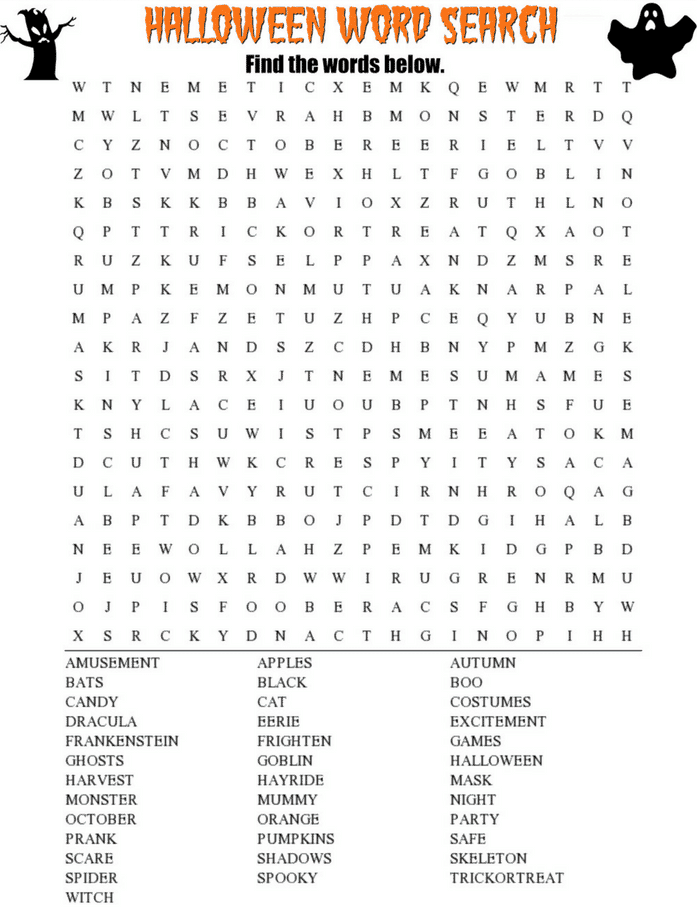 HALLOWEEN WORD SEARCH
Find the words below.
W T N E M E T I C X E M K Q E W M R T T
M W L T S E V R A H B M O N S T E R D Q
C Y Z N O C T O B E R E E R I E L T V V
Z O T V M D H W E X H L T F G O B L I N
K B S K K B B A V I O X Z R U T H L N O
Q P T T R I C K O R T R E A T Q X A O T
R U Z K U F S E L P P A X N D Z M S R E
U M P K E M O N M U T U A K N A R P A L
M P A Z F Z E T U Z H P C E Q Y U B N E
A K R J A N D S Z C D H B N Y P M Z G K
S I T D S R X J T N E M E S U M A M E S
K N Y L A C E I U O U B P T N H S F U E
T S H C S U W I S T P S M E E A T O K M
D C U T H W K C R E S P Y I T Y S A C A
U L A F A V Y R U T C I R N H R O Q A G
A B P T D K B B O J P D T D G I H A L B
N E E W O L L A H Z P E M K I D G P B D
J E U O W X R D W W I R U G R E N R M U
O J P I S F O O B E R A C S F G H B Y W
X S R C K Y D N A C T H G I N O P I H H
AMUSEMENT APPLES AUTUMN
BATS BLACK BOO
CANDY CAT COSTUMES
DRACULA EERIE EXCITEMENT
FRANKENSTEIN FRIGHTEN GAMES
GHOSTS GOBLIN HALLOWEEN
HARVEST HAYRIDE MASK
MONSTER MUMMY NIGHT
OCTOBER ORANGE PARTY
PRANK PUMPKINS SAFE
SCARE SHADOWS SKELETON
SPIDER SPOOKY TRICKORTREAT
WITCH